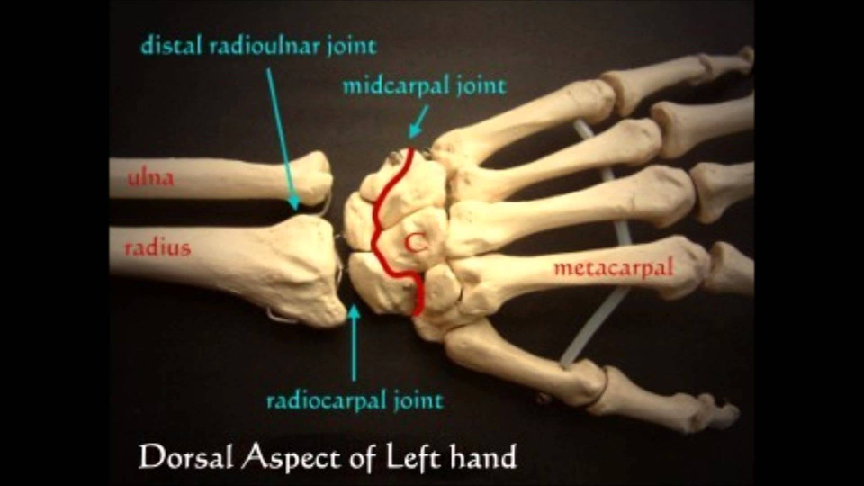 distal radioulnar joint
midcarpal joint
ulna
radius
C
metacarpal
radiocarpal joint
Dorsal Aspect of Left hand